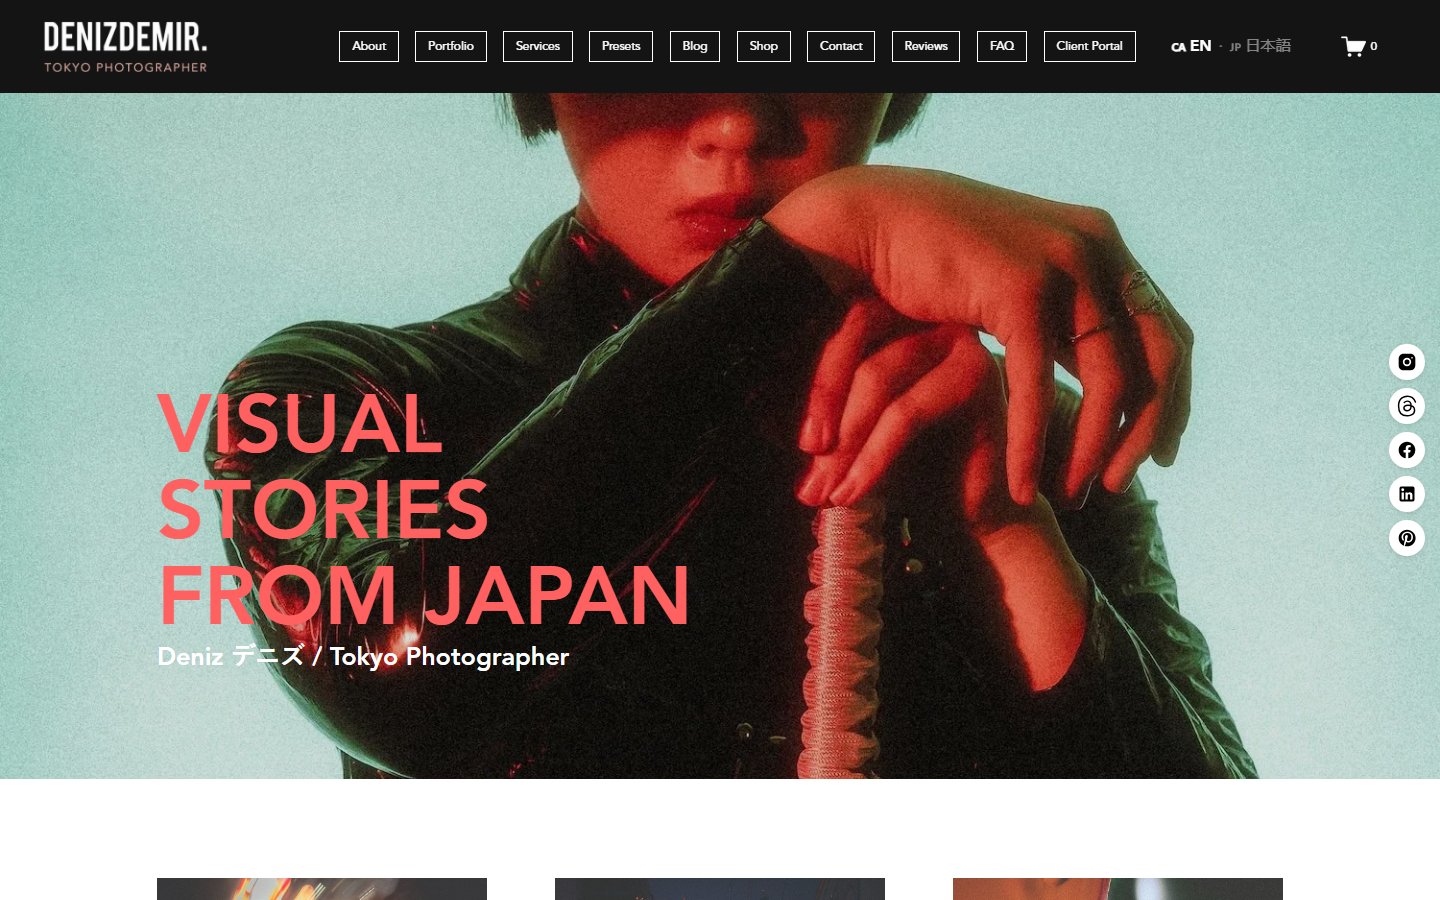 DENIZDEMIR.
TOKYO PHOTOGRAPHER
About
Portfolio
Services
Presets
Blog
Shop
Contact
Reviews
FAQ
Client Portal
CA EN · JP 日本語
0
VISUAL
STORIES
FROM JAPAN
Deniz デニズ / Tokyo Photographer